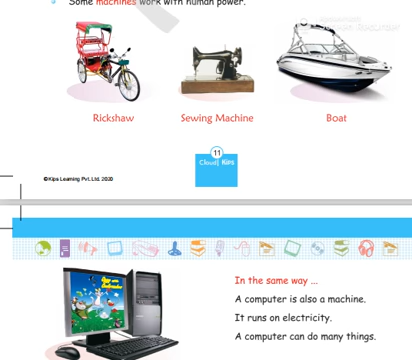 Some machines work with human power.
Rickshaw
Sewing Machine
Boat
11
Cloud| Kips
©Kips Learning Pvt. Ltd, 2020
In the same way ...
A computer is also a machine.
It runs on electricity.
A computer can do many things.